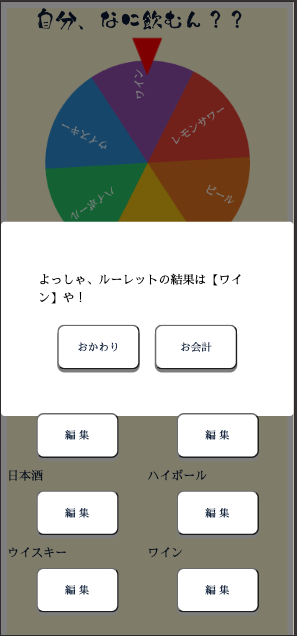 自分、なに飲むん？？
ワイン
レモンサワー
ウイスキー
ビール
ハイボール
よっしゃ、ルーレットの結果は【ワイ
ン】や！
おかわり
お会計
編 集
編 集
日本酒
ハイボール
編 集
編 集
ウイスキー
ワイン
編 集
編 集